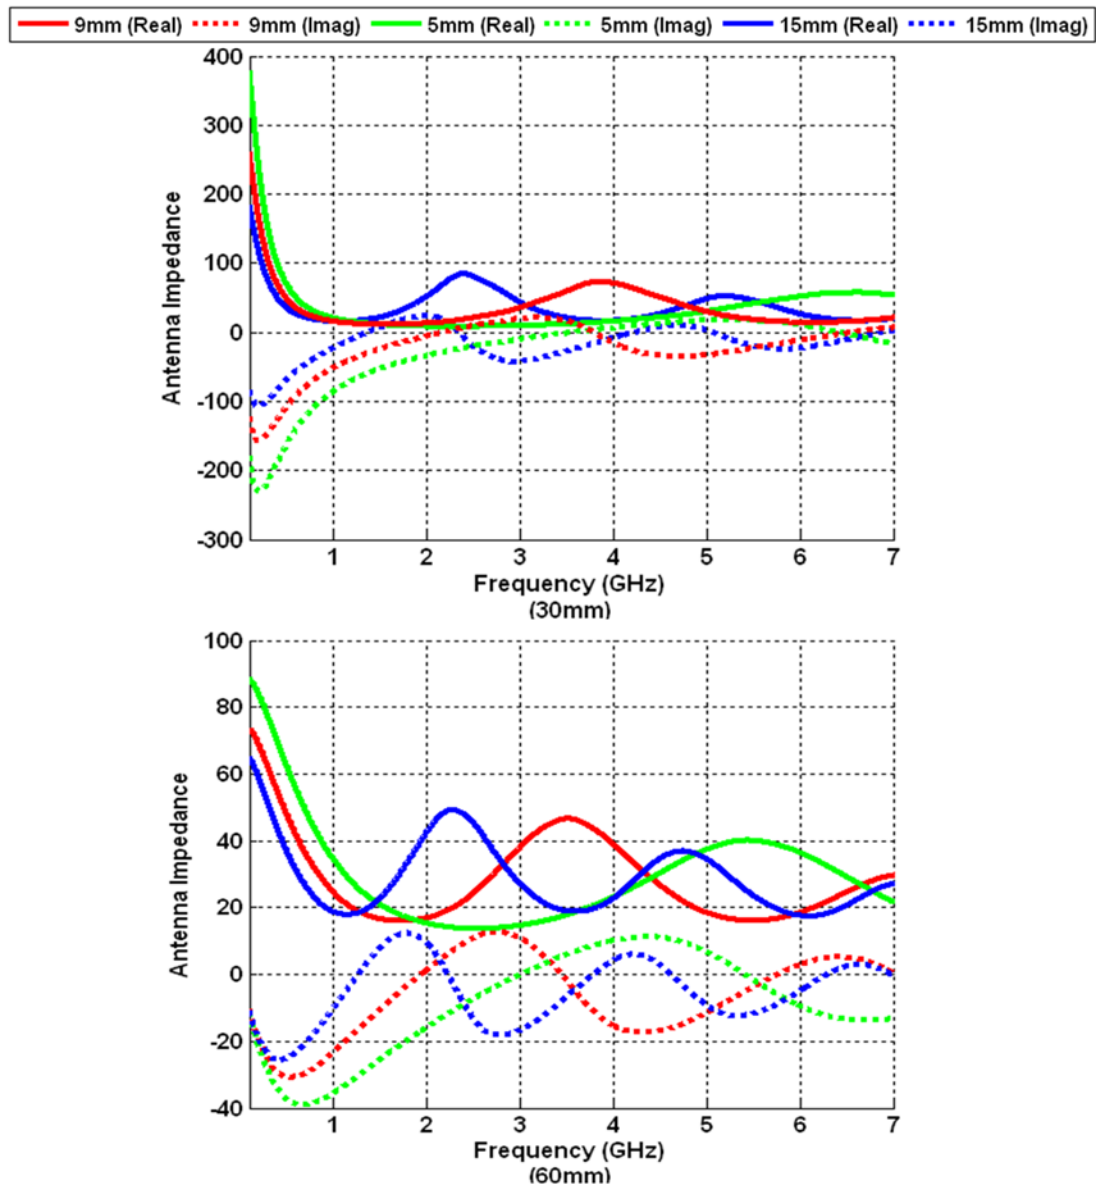 9mm (Real) 9mm (Imag) 5mm (Real) 5mm (Imag) 15mm (Real) 15mm (Imag)
400
300
200
100
0
-100
-200
-300
Antenna Impedance
1 2 3 4 5 6 7
Frequency (GHz)
(30mm)
100
80
60
40
20
0
-20
-40
Antenna Impedance
1 2 3 4 5 6 7
Frequency (GHz)
(60mm)